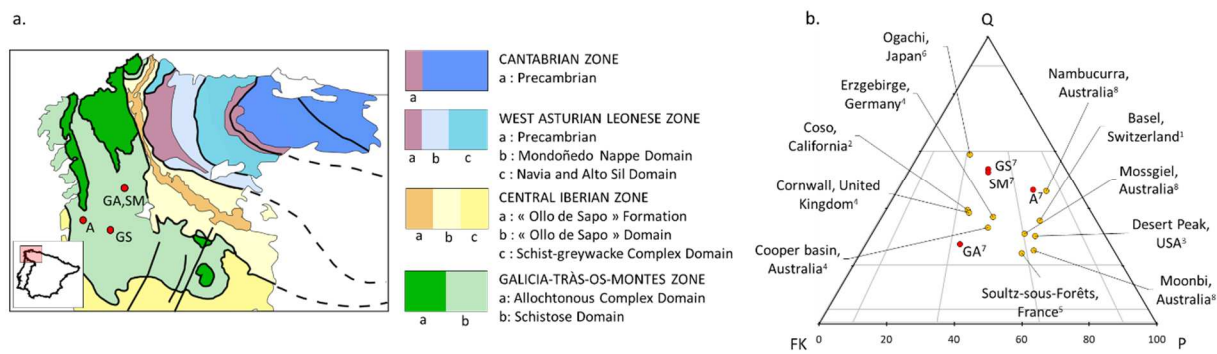 a.
GA,SM
A
GS
a
CANTABRIAN ZONE
a : Precambrian
a b c
WEST ASTURIAN LEONESE ZONE
a : Precambrian
b : Mondoñedo Nappe Domain
c : Navia and Alto Sil Domain
a b c
CENTRAL IBERIAN ZONE
a : « Ollo de Sapo » Formation
b : « Ollo de Sapo » Domain
c : Schist-greywacke Complex Domain
a b
GALICIA-TRÀS-OS-MONTES ZONE
a: Allochtonous Complex Domain
b: Schistose Domain
b.
Q
Ogachi,
Japan⁶
Erzgebirge,
Germany⁴
Coso,
California²
Cornwall, United
Kingdom⁴
Cooper basin,
Australia⁴
Nambucurra,
Australia⁸
Basel,
Switzerland¹
Mossgiel,
Australia⁸
Desert Peak,
USA³
Moonbi,
Australia⁸
Soultz-sous-Forêts,
France⁵
GS⁷
SM⁷
A⁷
GA⁷
FK 0 20 40 60 80 100 P